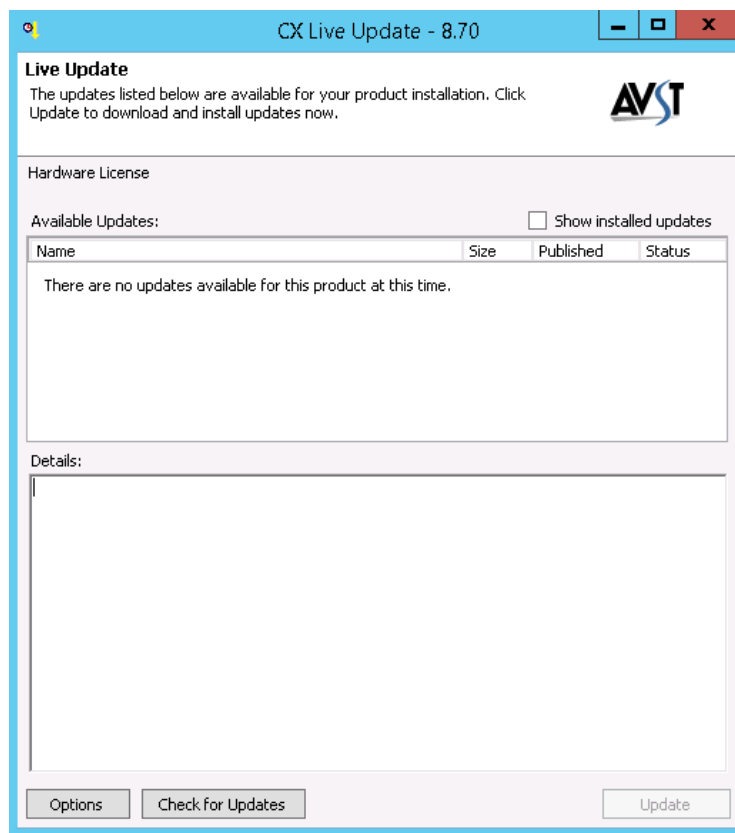 CX Live Update - 8.70
Live Update
The updates listed below are available for your product installation. Click
Update to download and install updates now.
AVST
Hardware License
Available Updates:
Show installed updates
Name Size Published Status
There are no updates available for this product at this time.
Details:
Options Check for Updates Update